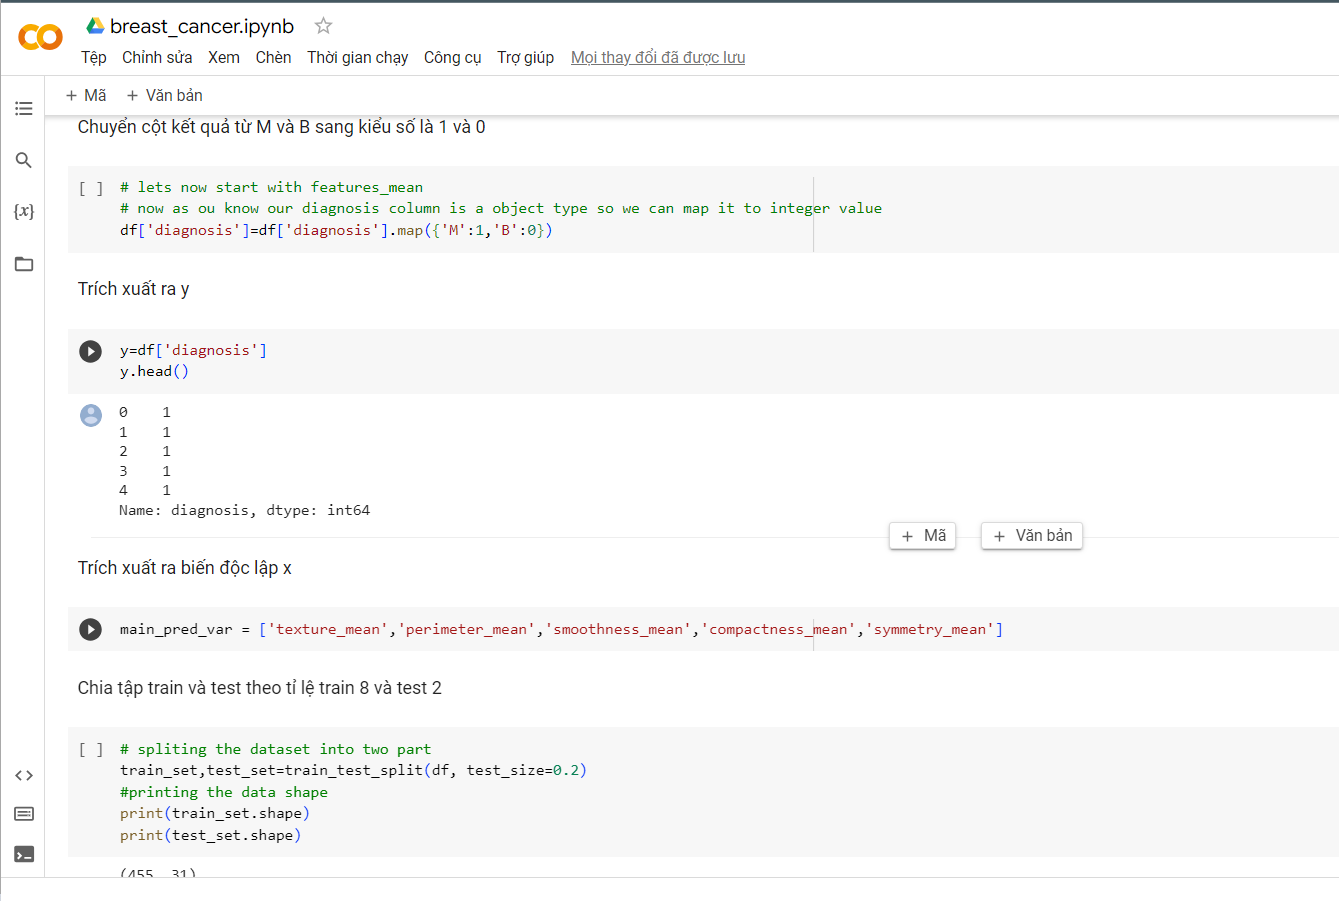 breast_cancer.ipynb
Tệp Chỉnh sửa Xem Chèn Thời gian chạy Công cụ Trợ giúp Mọi thay đổi đã được lưu
+ Mã + Văn bản
Chuyển cột kết quả từ M và B sang kiểu số là 1 và 0
[ ] # lets now start with features_mean
# now as ou know our diagnosis column is a object type so we can map it to integer value
df['diagnosis']=df['diagnosis'].map({'M':1,'B':0})
{x}
Trích xuất ra y
y=df['diagnosis']
y.head()
0 1
1 1
2 1
3 1
4 1
Name: diagnosis, dtype: int64
+ Mã + Văn bản
Trích xuất ra biến độc lập x
main_pred_var = ['texture_mean','perimeter_mean','smoothness_mean','compactness_mean','symmetry_mean']
Chia tập train và test theo tỉ lệ train 8 và test 2
[ ] # spliting the dataset into two part
train_set,test_set=train_test_split(df, test_size=0.2)
#printing the data shape
print(train_set.shape)
print(test_set.shape)
(455, 31)